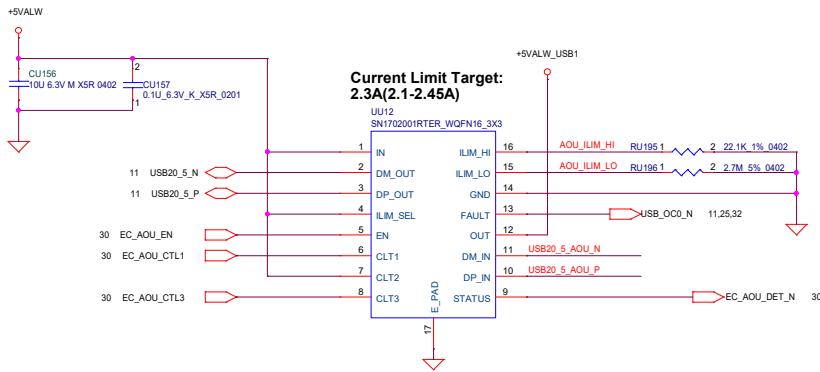 +5VALW
CU156
10U 6.3V M X5R 0402
2
CU157
0.1U_6.3V_K_X5R_0201
1
Current Limit Target:
2.3A(2.1-2.45A)
+5VALW_USB1
UU12
SN1702001RTER_WQFN16_3X3
1 IN
ILIM_HI 16 AOU_ILIM_HI RU195 1 2 22.1K_1%_0402
11 USB20_5_N 2 DM_OUT
ILIM_LO 15 AOU_ILIM_LO RU196 1 2 2.7M_5%_0402
11 USB20_5_P 3 DP_OUT
GND 14
4 ILIM_SEL
FAULT 13 USB_OC0_N 11,25,32
30 EC_AOU_EN 5 EN
OUT 12
30 EC_AOU_CTL1 6 CLT1
DM_IN 11 USB20_5_AOU_N
7 CLT2
DP_IN 10 USB20_5_AOU_P
30 EC_AOU_CTL3 8 CLT3
STATUS 9 EC_AOU_DET_N 30
E_PAD
17